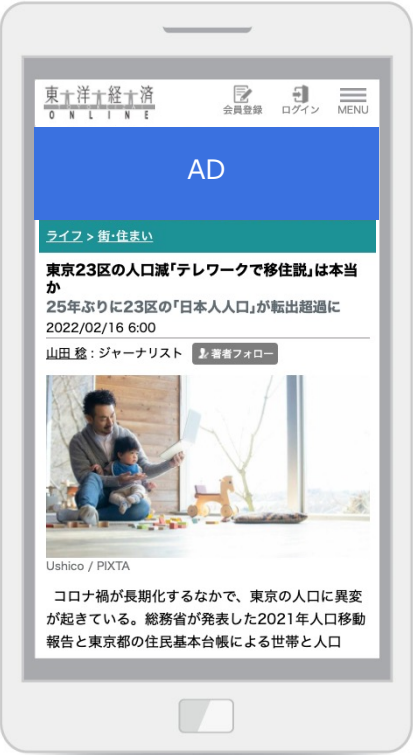 東洋経済
ONLINE
会員登録
ログイン
MENU
AD
ライフ > 街・住まい
東京23区の人口減｢テレワークで移住説｣は本当
か
25年ぶりに23区の｢日本人人口｣が転出超過に
2022/02/16 6:00
山田 稔 : ジャーナリスト 著者フォロー
Ushico / PIXTA
コロナ禍が長期化するなかで、東京の人口に異変
が起きている。総務省が発表した2021年人口移動
報告と東京都の住民基本台帳による世帯と人口